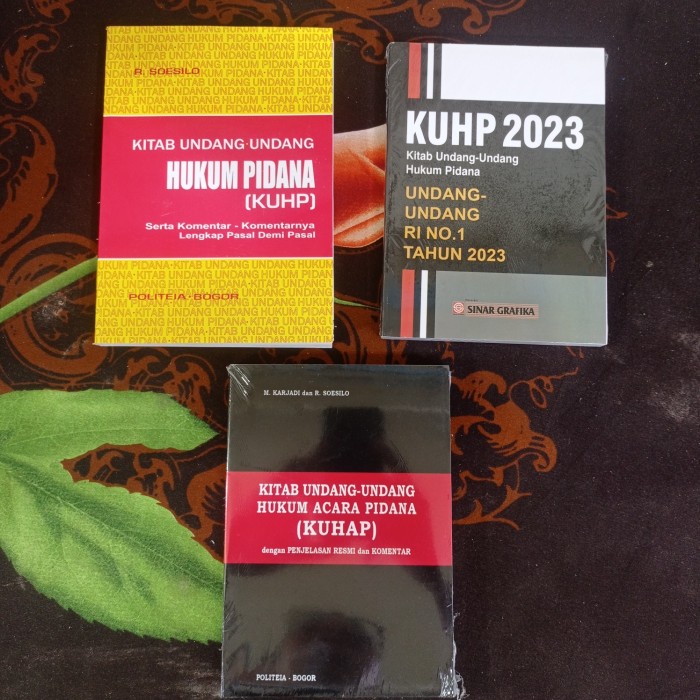 R. SOESILO
KITAB UNDANG-UNDANG
HUKUM PIDANA
(KUHP)
Serta Komentar - Komentarnya
Lengkap Pasal Demi Pasal
POLITEIA - BOGOR
KUHP 2023
Kitab Undang-Undang
Hukum Pidana
UNDANG-
UNDANG
RI NO.1
TAHUN 2023
SINAR GRAFIKA
M. KARJADI dan R. SOESILO
KITAB UNDANG-UNDANG
HUKUM ACARA PIDANA
(KUHAP)
dengan PENJELASAN RESMI dan KOMENTAR
POLITEIA - BOGOR